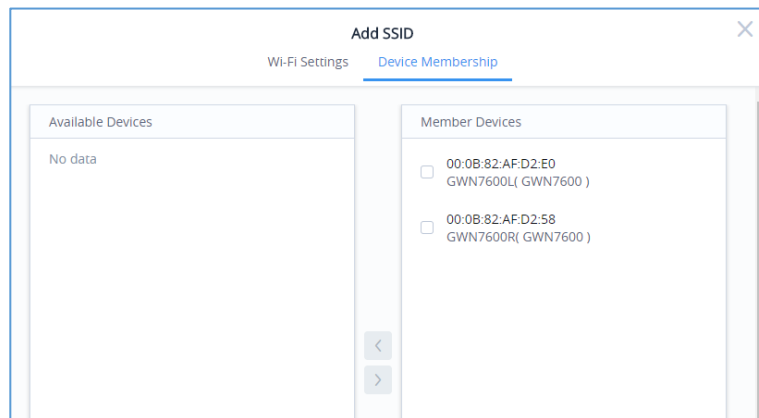 Add SSID
Wi-Fi Settings Device Membership
Available Devices
No data
Member Devices
00:0B:82:AF:D2:E0
GWN7600L( GWN7600 )
00:0B:82:AF:D2:58
GWN7600R( GWN7600 )